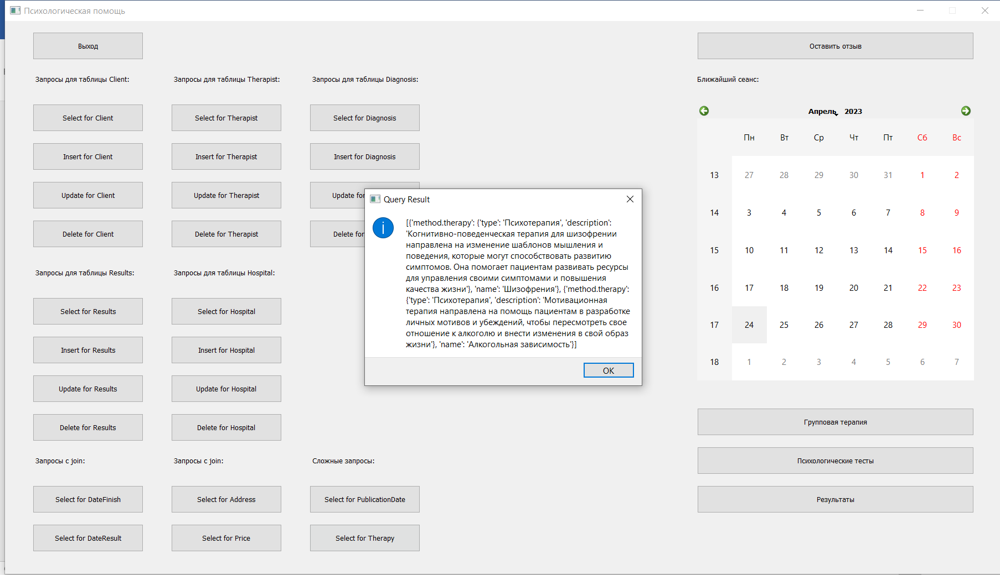 Психологическая помощь
Выход
Оставить отзыв
Запросы для таблицы Client:
Запросы для таблицы Therapist:
Запросы для таблицы Diagnosis:
Ближайший сеанс:
Select for Client
Select for Therapist
Select for Diagnosis
Insert for Client
Insert for Therapist
Insert for Diagnosis
Update for Client
Update for Therapist
Update for
Delete for Client
Delete for Therapist
Delete for
Query Result
[{'method.therapy': {'type': 'Психотерапия', 'description':
'Когнитивно-поведенческая терапия для шизофрении
направлена на изменение шаблонов мышления и
поведения, которые могут способствовать развитию
симптомов. Она помогает пациентам развивать ресурсы
для управления своими симптомами и повышения
качества жизни'}, 'name': 'Шизофрения'}, {'method.therapy':
{'type': 'Психотерапия', 'description': 'Мотивационная
терапия направлена на помощь пациентам в разработке
личных мотивов и убеждений, чтобы пересмотреть свое
отношение к алкоголю и внести изменения в свой образ
жизни'}, 'name': 'Алкогольная зависимость'}]
OK
Апрель 2023
Пн Вт Ср Чт Пт Сб Вс
13 27 28 29 30 31 1 2
14 3 4 5 6 7 8 9
15 10 11 12 13 14 15 16
16 17 18 19 20 21 22 23
17 24 25 26 27 28 29 30
18 1 2 3 4 5 6 7
Запросы для таблицы Results:
Запросы для таблицы Hospital:
Select for Results
Select for Hospital
Insert for Results
Insert for Hospital
Update for Results
Update for Hospital
Delete for Results
Delete for Hospital
Групповая терапия
Запросы с join:
Запросы с join:
Сложные запросы:
Психологические тесты
Select for DateFinish
Select for Address
Select for PublicationDate
Результаты
Select for DateResult
Select for Price
Select for Therapy